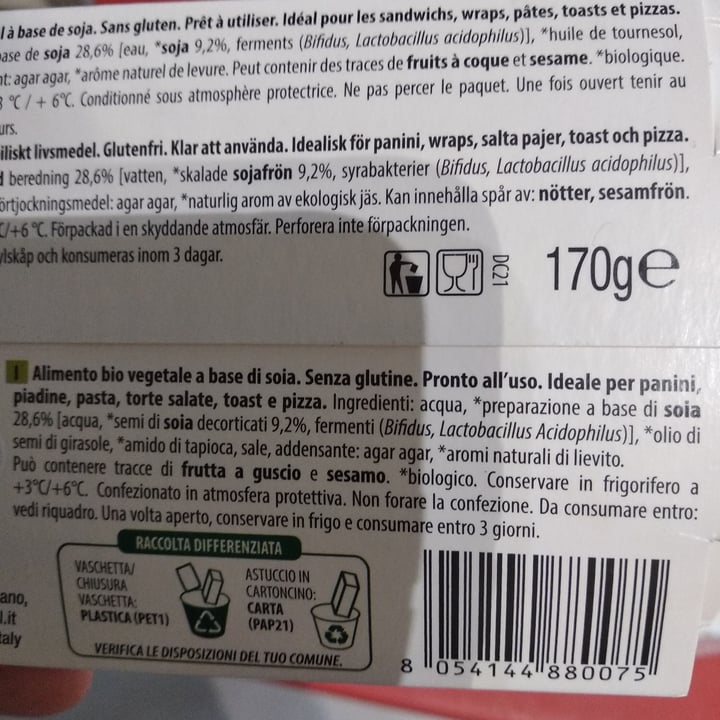 à base de soja. Sans gluten. Prêt à utiliser. Idéal pour les sandwichs, wraps, pâtes, toasts et pizzas.
ase de soja 28,6% [eau, *soja 9,2%, ferments (Bifidus, Lactobacillus acidophilus)], *huile de tournesol,
nt: agar agar, *arôme naturel de levure. Peut contenir des traces de fruits à coque et sesame. *biologique.
3 °C / + 6°C. Conditionné sous atmosphère protectrice. Ne pas percer le paquet. Une fois ouvert tenir au
urs.
iliskt livsmedel. Glutenfri. Klar att använda. Idealisk för panini, wraps, salta pajer, toast och pizza.
beredning 28,6% [vatten, *skalade sojafrön 9,2%, syrabakterier (Bifidus, Lactobacillus acidophilus)],
örtjockningsmedel: agar agar, *naturlig arom av ekologisk jäs. Kan innehålla spår av: nötter, sesamfrön.
C/+6 °C. Förpackad i en skyddande atmosfär. Perforera inte förpackningen.
ylskåp och konsumeras inom 3 dagar.
DC21
170g℮
I Alimento bio vegetale a base di soia. Senza glutine. Pronto all'uso. Ideale per panini,
piadine, pasta, torte salate, toast e pizza. Ingredienti: acqua, *preparazione a base di soia
28,6% [acqua, *semi di soia decorticati 9,2%, fermenti (Bifidus, Lactobacillus Acidophilus)], *olio di
semi di girasole, *amido di tapioca, sale, addensante: agar agar, *aromi naturali di lievito.
Può contenere tracce di frutta a guscio e sesamo. *biologico. Conservare in frigorifero a
+3°C/+6°C. Confezionato in atmosfera protettiva. Non forare la confezione. Da consumare entro:
vedi riquadro. Una volta aperto, conservare in frigo e consumare entro 3 giorni.
RACCOLTA DIFFERENZIATA
VASCHETTA/
CHIUSURA
VASCHETTA:
PLASTICA (PET1)
ASTUCCIO IN
CARTONCINO:
CARTA
(PAP21)
VERIFICA LE DISPOSIZIONI DEL TUO COMUNE.
ano,
l.it
taly
8 054144 880075